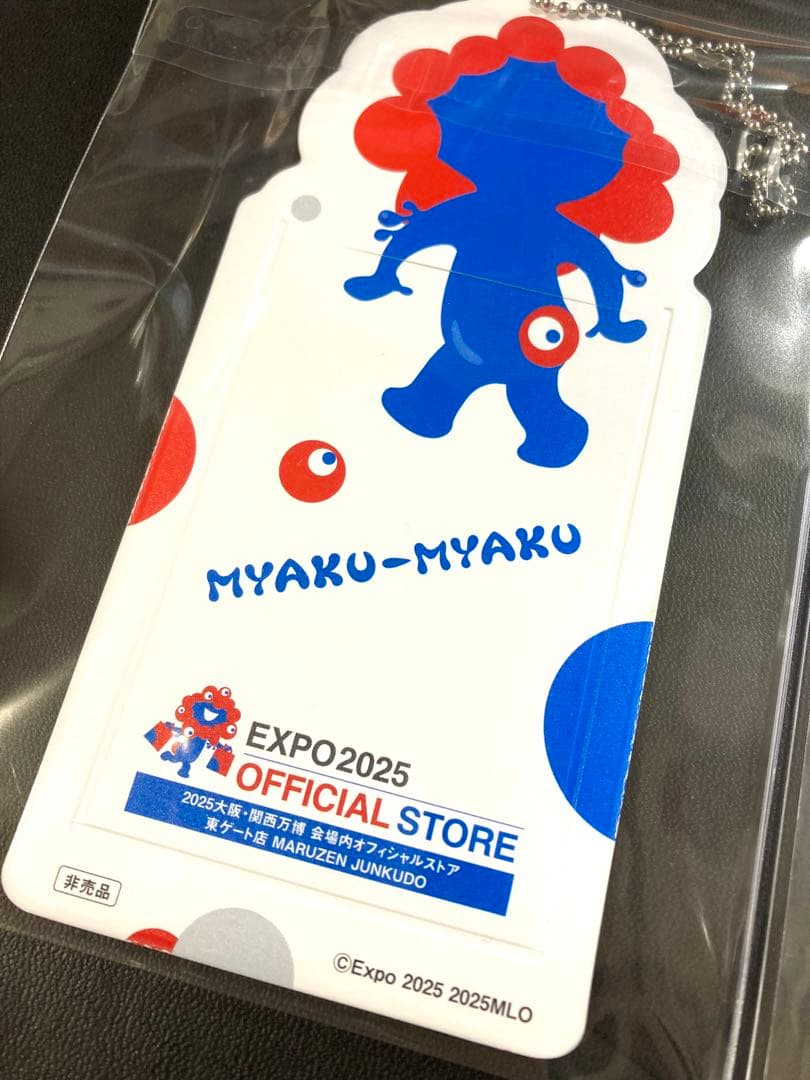 MYAKU-MYAKU
EXPO2025
OFFICIAL STORE
2025大阪・関西万博 会場内オフィシャルストア
東ゲート店 MARUZEN JUNKUDO
非売品
©Expo 2025 2025MLO